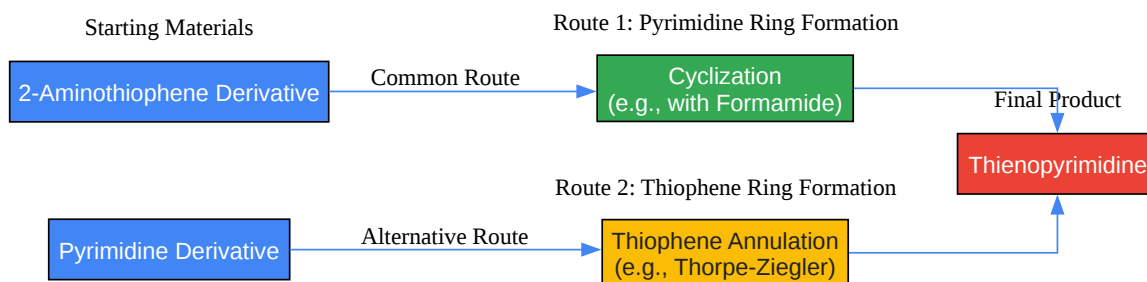 Starting Materials
Route 1: Pyrimidine Ring Formation
2-Aminothiophene Derivative
Common Route
Cyclization
(e.g., with Formamide)
Final Product
Thienopyrimidine
Route 2: Thiophene Ring Formation
Pyrimidine Derivative
Alternative Route
Thiophene Annulation
(e.g., Thorpe-Ziegler)